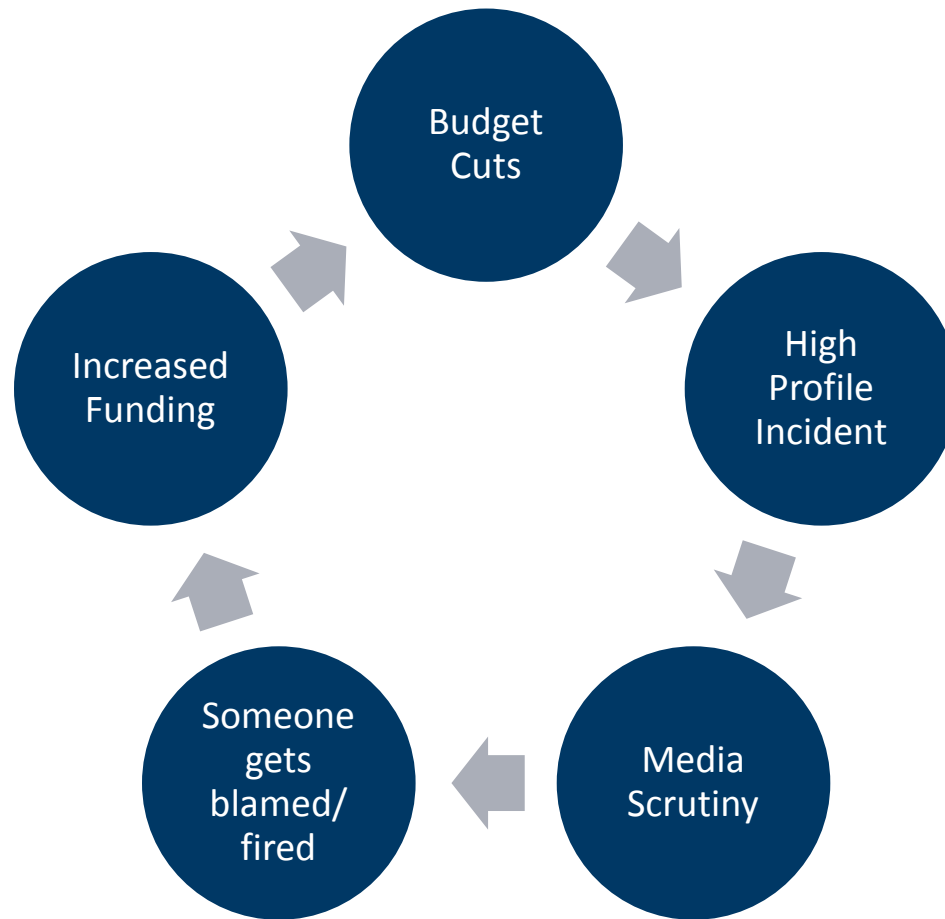 Budget
Cuts
High
Profile
Incident
Media
Scrutiny
Someone
gets
blamed/
fired
Increased
Funding